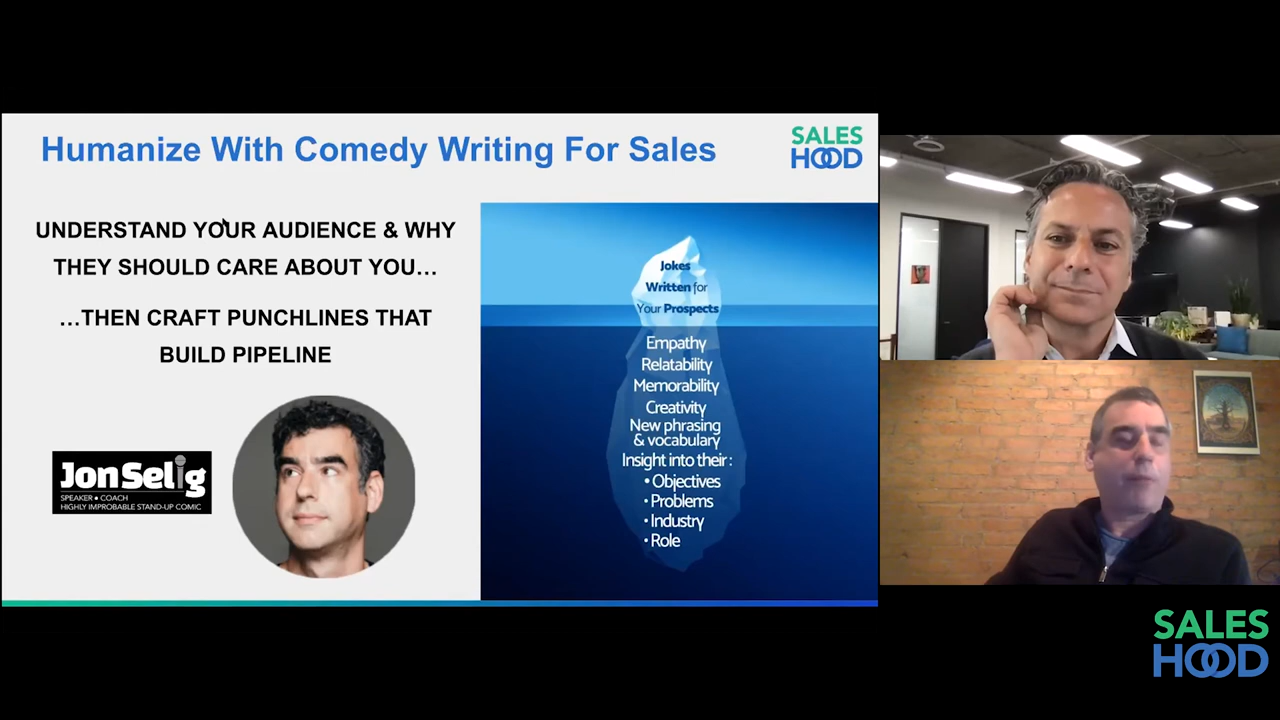 Humanize With Comedy Writing For Sales
SALES
HOOD
UNDERSTAND YOUR AUDIENCE & WHY
THEY SHOULD CARE ABOUT YOU…
…THEN CRAFT PUNCHLINES THAT
BUILD PIPELINE
Jon Selig
SPEAKER • COACH
HIGHLY IMPROBABLE STAND-UP COMIC
Jokes
Written for
Your Prospects
Empathy
Relatability
Memorability
Creativity
New phrasing
& vocabulary
Insight into their :
• Objectives
• Problems
• Industry
• Role
SALES
HOOD